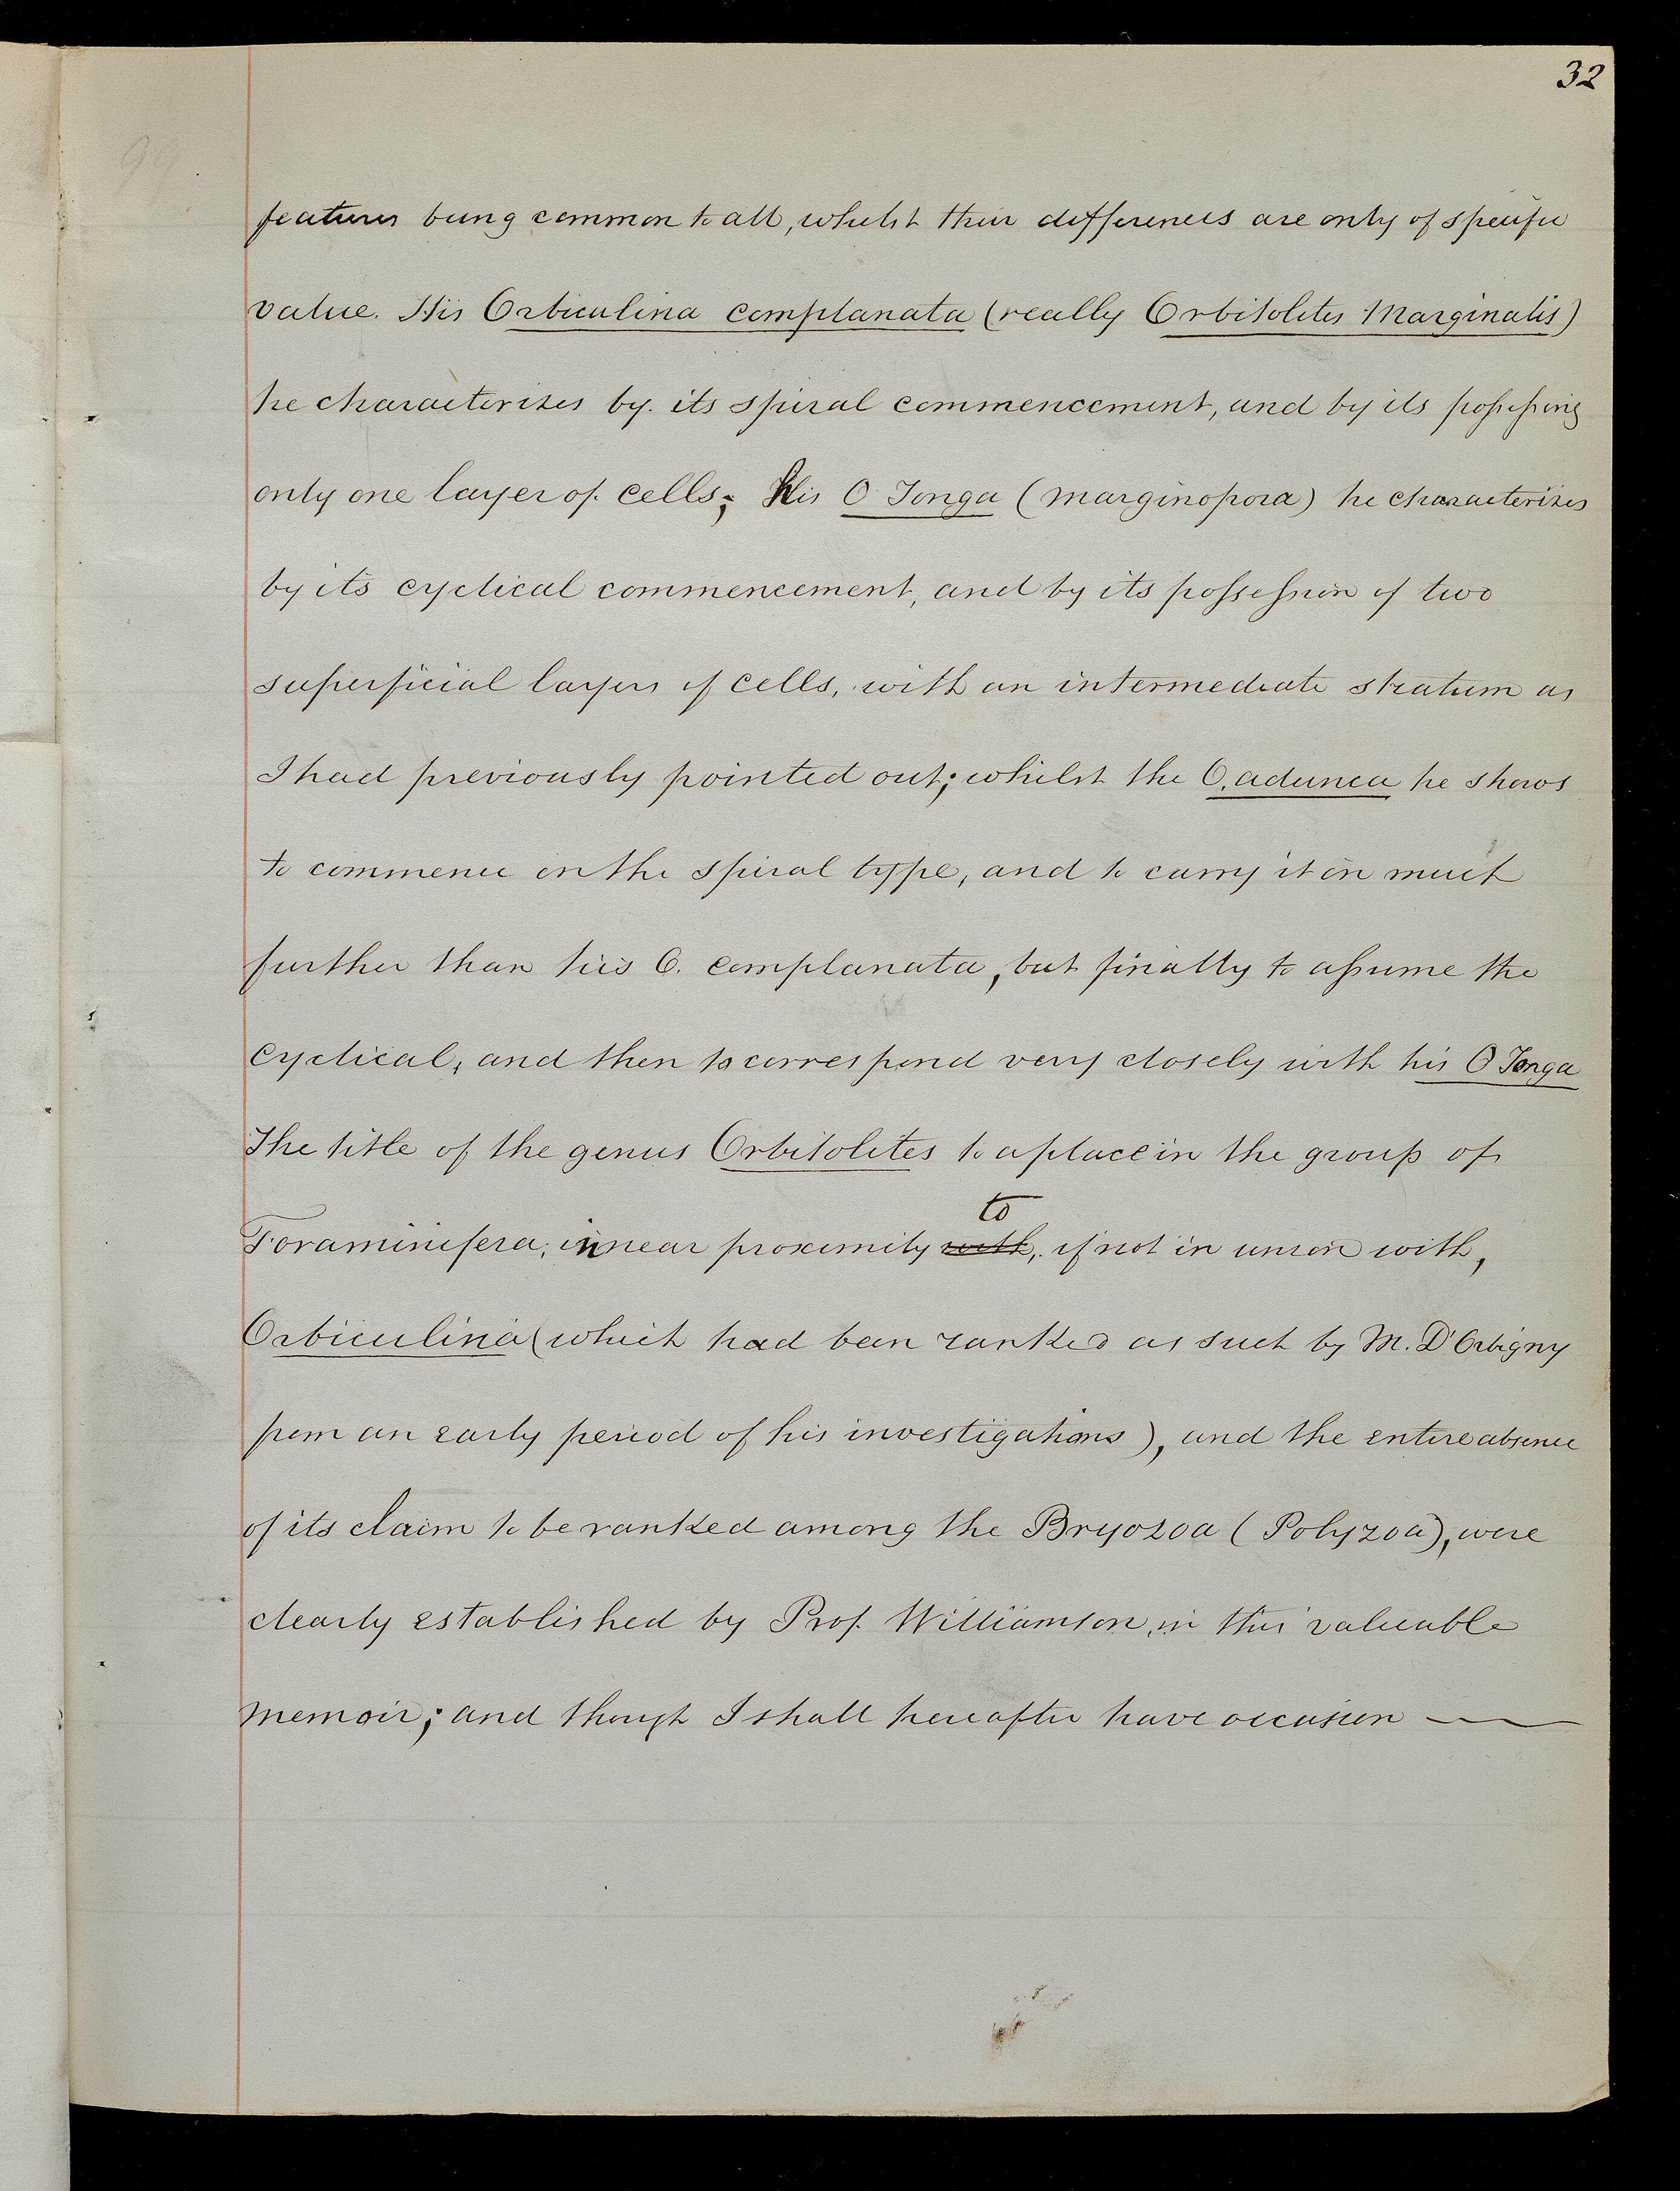 32
99
features being common to all, whilst their differences are only of specific
value. His Orbiculina complanata (really Orbitolites Marginalis)
he characterizes by its spiral commencement, and by its possessing
only one layer of cells; his O Tonga (marginopora) he characterizes
by its cyclical commencement, and by its possession of two
superficial layers of cells, with an intermediate stratum as
I had previously pointed out; whilst the O. adunca he shows
to commence on the spiral type, and to carry it on much
further than his O. complanata, but finally to assume the
cyclical, and then to correspond very closely with his O Tonga
The title of the genus Orbitolites to a place in the group of
to
Foraminifera, in near proximity with, if not in union with,
Orbiculina (which had been ranked as such by M. D'Orbigny
from an early period of his investigations), and the entire absence
of its claim to be ranked among the Bryozoa (Polyzoa), were
clearly established by Prof. Williamson, in this valuable
memoir; and though I shall hereafter have occasion —